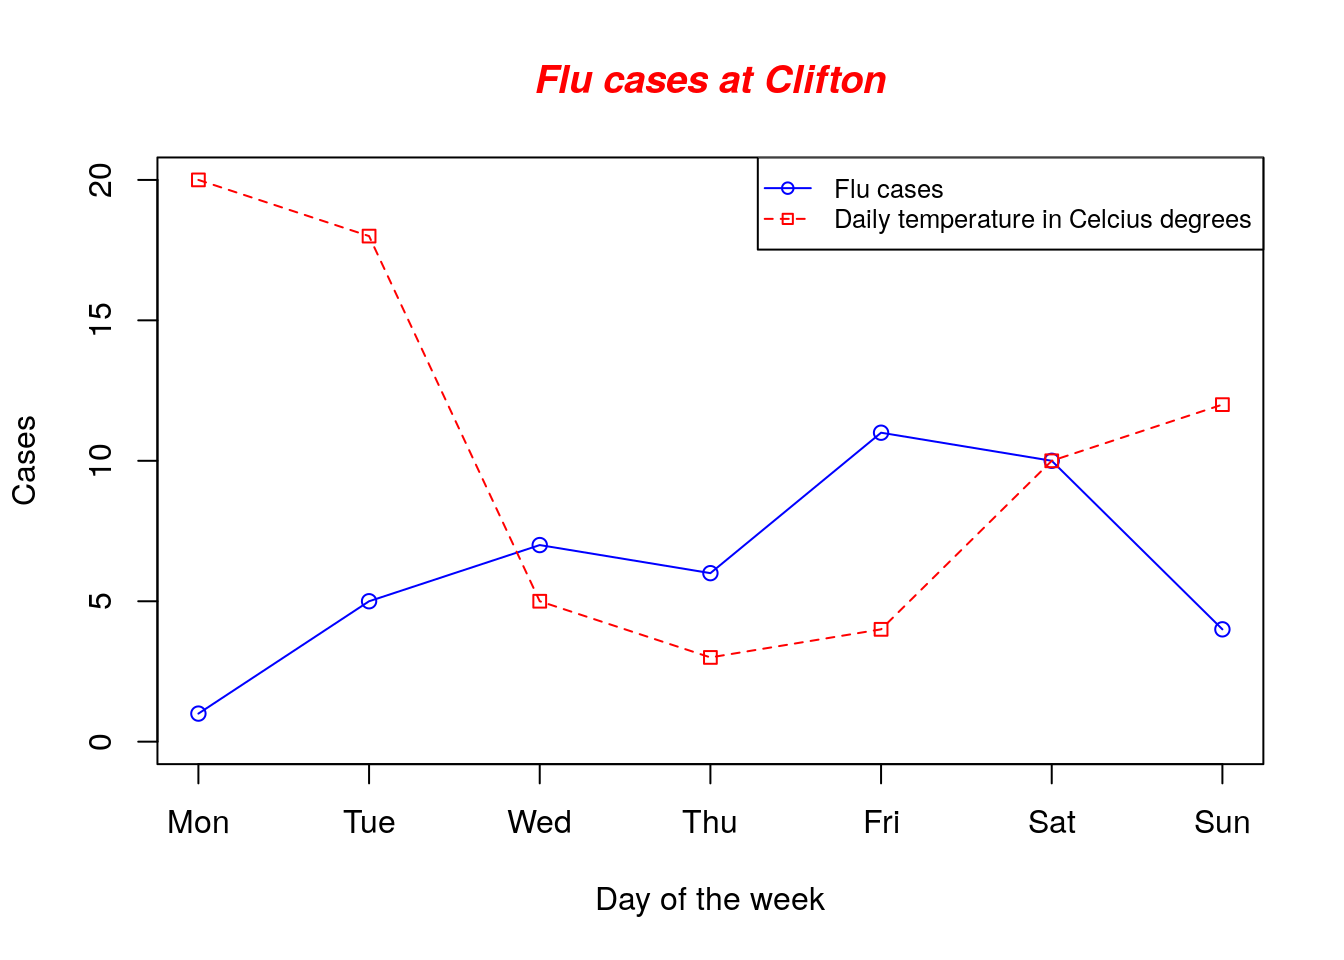 Flu cases at Clifton
Flu cases
Daily temperature in Celcius degrees
20
15
10
5
0
Cases
Mon Tue Wed Thu Fri Sat Sun
Day of the week